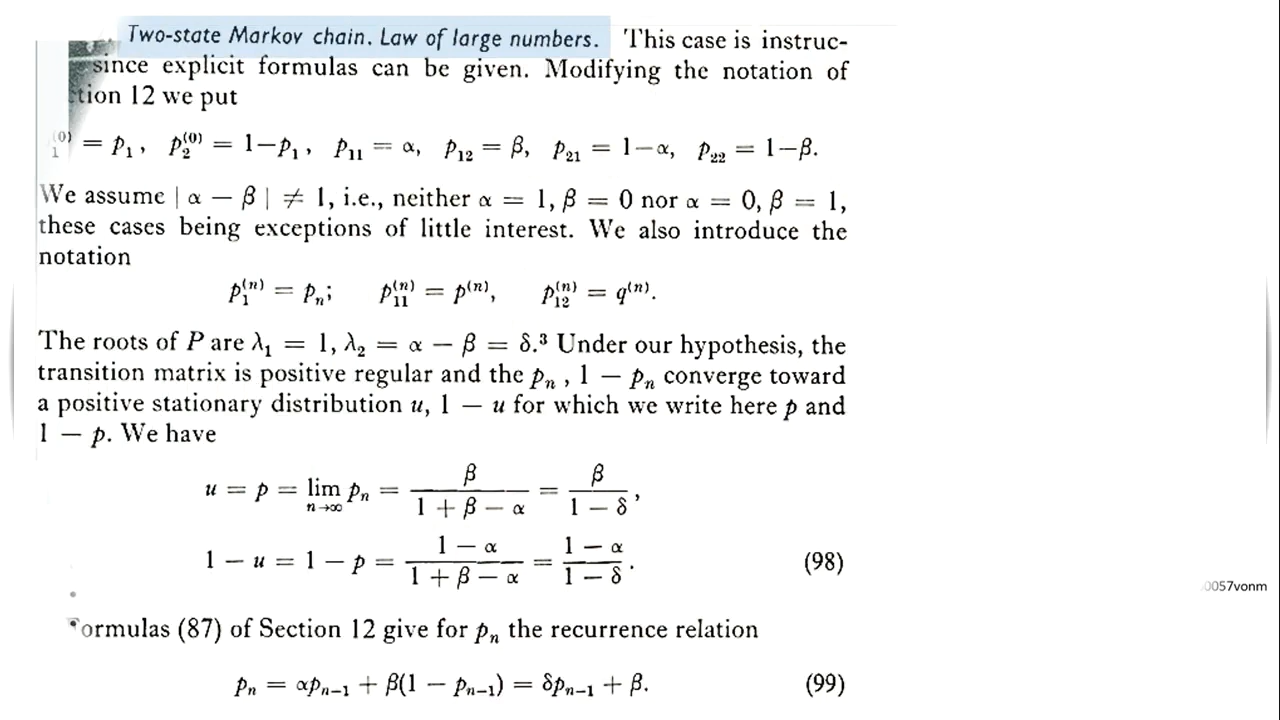 Two-state Markov chain. Law of large numbers. This case is instruc-
since explicit formulas can be given. Modifying the notation of
tion 12 we put
₁⁽⁰⁾ = p₁, p₂⁽⁰⁾ = 1−p₁, p₁₁ = α, p₁₂ = β, p₂₁ = 1−α, p₂₂ = 1−β.
We assume | α − β | ≠ 1, i.e., neither α = 1, β = 0 nor α = 0, β = 1,
these cases being exceptions of little interest. We also introduce the
notation
p₁⁽ⁿ⁾ = pₙ; p₁₁⁽ⁿ⁾ = p⁽ⁿ⁾, p₁₂⁽ⁿ⁾ = q⁽ⁿ⁾.
The roots of P are λ₁ = 1, λ₂ = α − β = δ.³ Under our hypothesis, the
transition matrix is positive regular and the pₙ , 1 − pₙ converge toward
a positive stationary distribution u, 1 − u for which we write here p and
1 − p. We have
u = p = lim n→∞ pₙ = β / (1 + β − α) = β / (1 − δ),
1 − u = 1 − p = (1 − α) / (1 + β − α) = (1 − α) / (1 − δ). (98)
0057vonm
ormulas (87) of Section 12 give for pₙ the recurrence relation
pₙ = αpₙ₋₁ + β(1 − pₙ₋₁) = δpₙ₋₁ + β. (99)